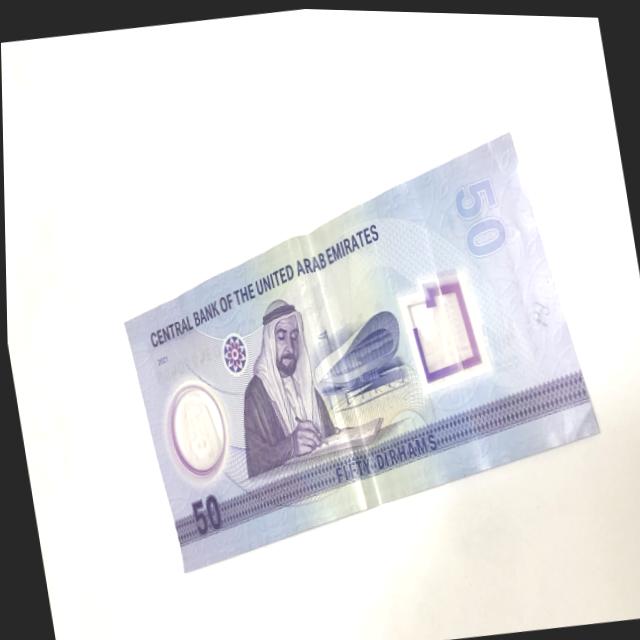 CENTRAL BANK OF THE UNITED ARAB EMIRATES
50
2021
FIFTY DIRHAMS
50